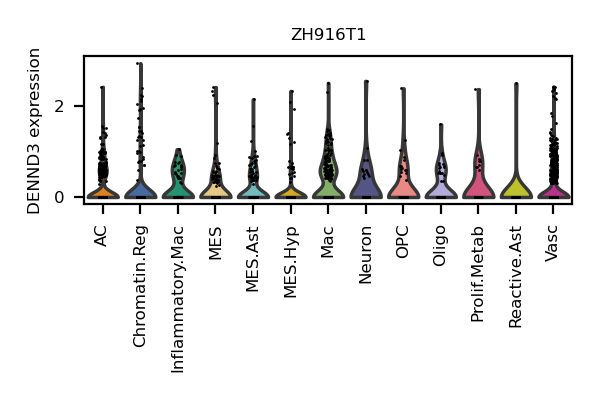 ZH916T1
DENND3 expression
2
0
AC
Chromatin.Reg
Inflammatory.Mac
MES
MES.Ast
MES.Hyp
Mac
Neuron
OPC
Oligo
Prolif.Metab
Reactive.Ast
Vasc